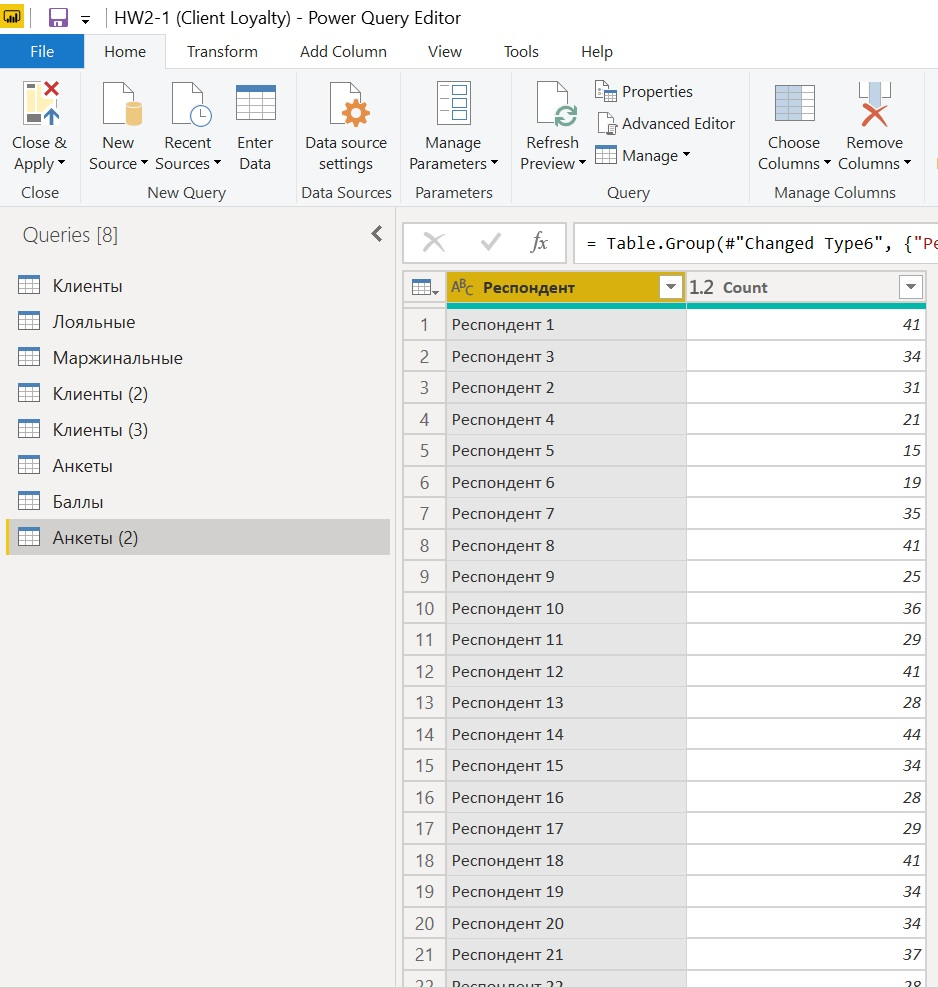 HW2-1 (Client Loyalty) - Power Query Editor
File Home Transform Add Column View Tools Help
Close & Apply
New Source
Recent Sources
Enter Data
Data source settings
Manage Parameters
Refresh Preview
Properties
Advanced Editor
Manage
Choose Columns
Remove Columns
Close New Query Data Sources Parameters Query Manage Columns
Queries [8]
Клиенты
Лояльные
Маржинальные
Клиенты (2)
Клиенты (3)
Анкеты
Баллы
Анкеты (2)
fx = Table.Group(#"Changed Type6", {"Ре
ABC Респондент 1.2 Count
1 Респондент 1 41
2 Респондент 3 34
3 Респондент 2 31
4 Респондент 4 21
5 Респондент 5 15
6 Респондент 6 19
7 Респондент 7 35
8 Респондент 8 41
9 Респондент 9 25
10 Респондент 10 36
11 Респондент 11 29
12 Респондент 12 41
13 Респондент 13 28
14 Респондент 14 44
15 Респондент 15 34
16 Респондент 16 28
17 Респондент 17 29
18 Респондент 18 41
19 Респондент 19 34
20 Респондент 20 34
21 Респондент 21 37
22 Респондент 22 28